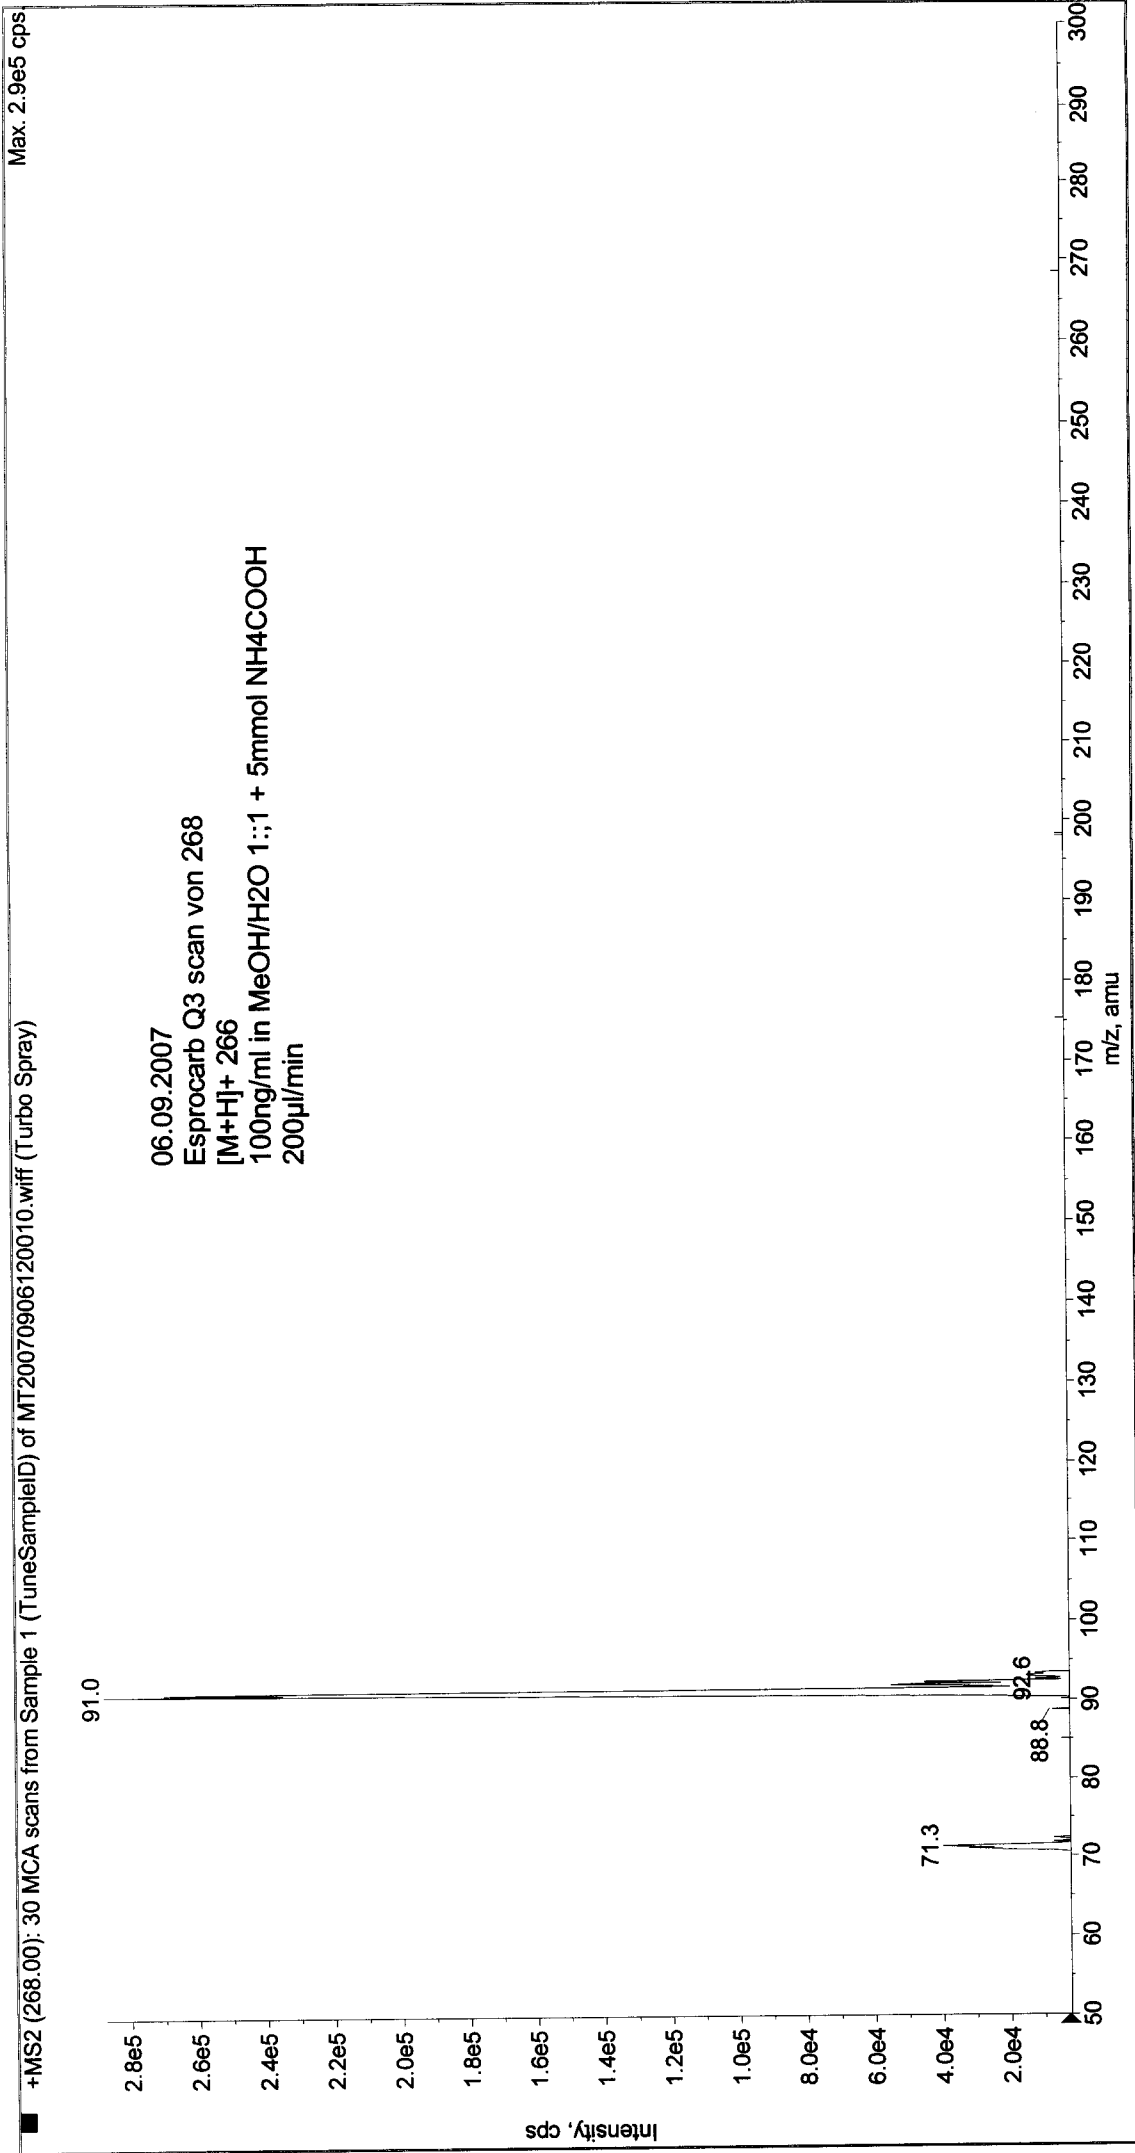 +MS2 (268.00): 30 MCA scans from Sample 1 (TuneSampleID) of MT20070906120010.wiff (Turbo Spray)
Max. 2.9e5 cps.
06.09.2007
Esprocarb Q3 scan von 268
[M+H]+ 266
100ng/ml in MeOH/H2O 1:;1 + 5mmol NH4COOH
200µl/min
91.0
92.6
88.8
71.3
Intensity, cps
2.8e5
2.6e5
2.4e5
2.2e5
2.0e5
1.8e5
1.6e5
1.4e5
1.2e5
1.0e5
8.0e4
6.0e4
4.0e4
2.0e4
50 60 70 80 90 100 110 120 130 140 150 160 170 180 190 200 210 220 230 240 250 260 270 280 290 300
m/z, amu